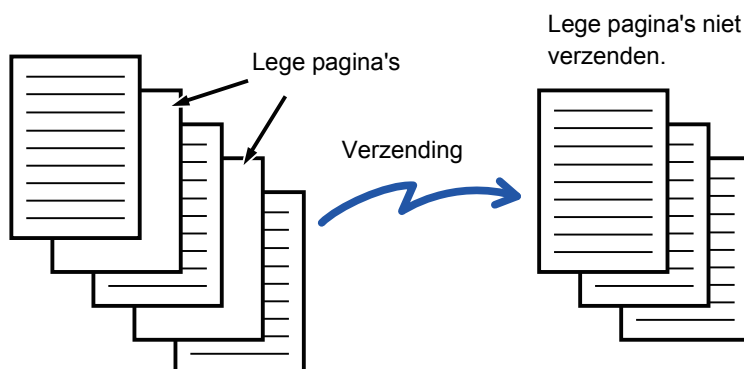 Lege pagina's
Verzending
Lege pagina's niet
verzenden.